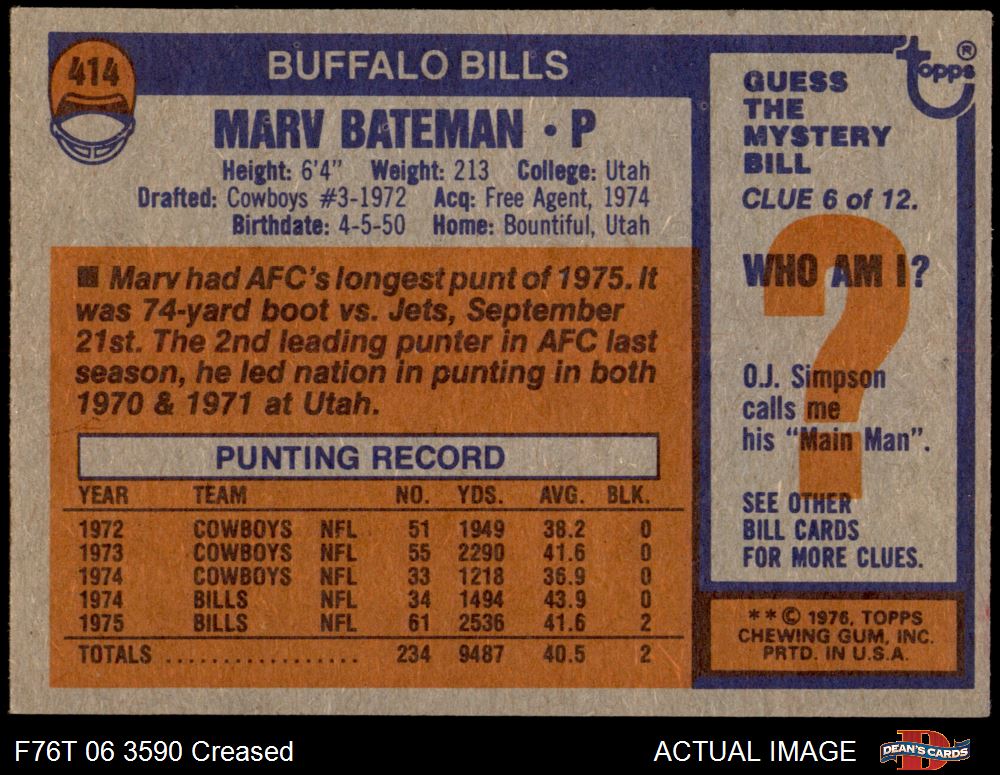 414
BUFFALO BILLS
MARV BATEMAN • P
Height: 6'4" Weight: 213 College: Utah
Drafted: Cowboys #3-1972 Acq: Free Agent, 1974
Birthdate: 4-5-50 Home: Bountiful, Utah
■ Marv had AFC's longest punt of 1975. It
was 74-yard boot vs. Jets, September
21st. The 2nd leading punter in AFC last
season, he led nation in punting in both
1970 & 1971 at Utah.
PUNTING RECORD
YEAR TEAM NO. YDS. AVG. BLK.
1972 COWBOYS NFL 51 1949 38.2 0
1973 COWBOYS NFL 55 2290 41.6 0
1974 COWBOYS NFL 33 1218 36.9 0
1974 BILLS NFL 34 1494 43.9 0
1975 BILLS NFL 61 2536 41.6 2
TOTALS .................. 234 9487 40.5 2
topps ®
GUESS
THE
MYSTERY
BILL
CLUE 6 of 12.
?
WHO AM I?
O.J. Simpson
calls me
his "Main Man".
SEE OTHER
BILL CARDS
FOR MORE CLUES.
**© 1976, TOPPS
CHEWING GUM, INC.
PRTD. IN U.S.A.
F76T 06 3590 Creased
ACTUAL IMAGE
D
DEAN'S CARDS